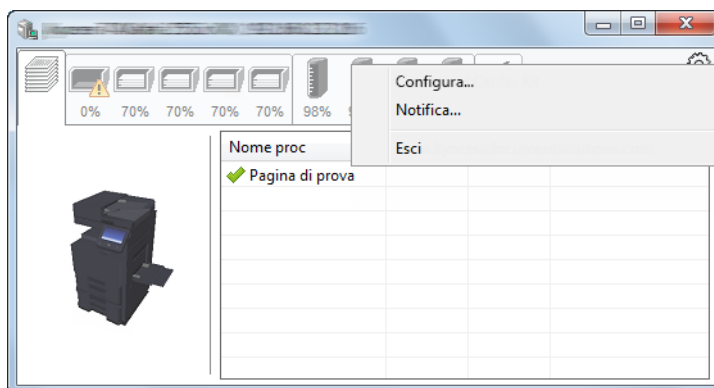 0% 70% 70% 70% 70% 98%
Configura...
Notifica...
Esci
Nome proc
Pagina di prova